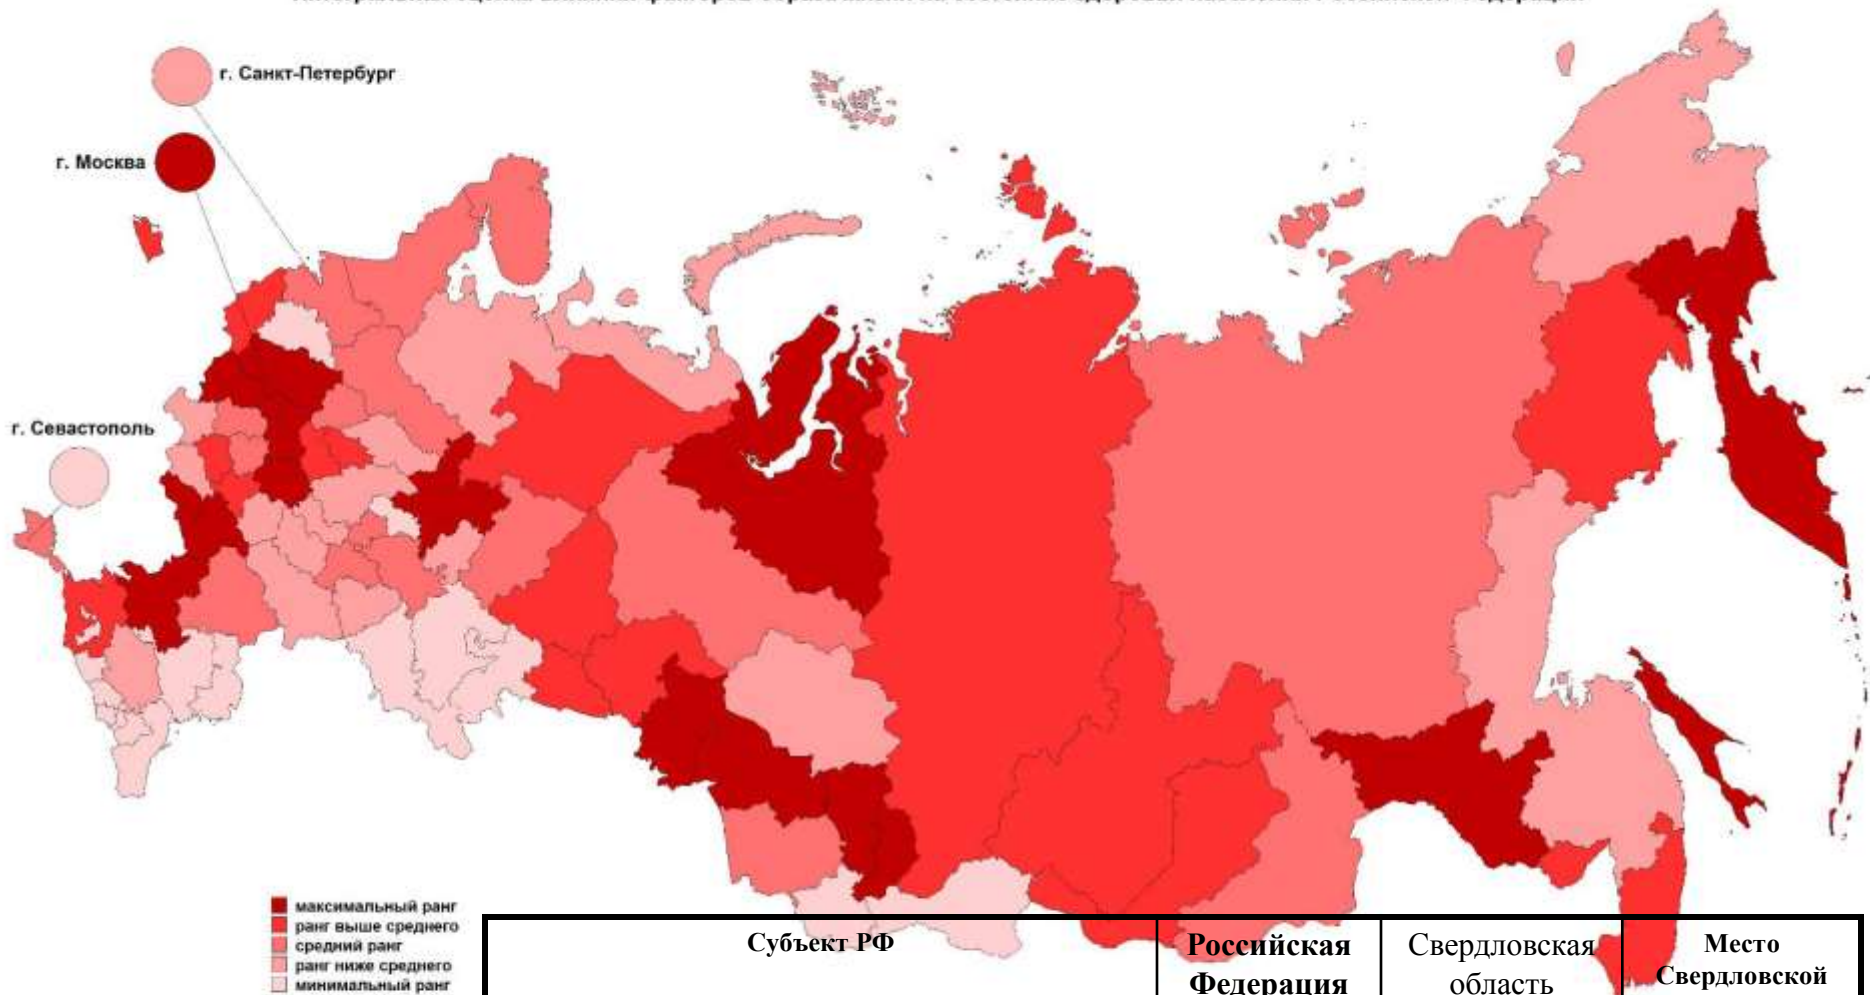 г. Санкт-Петербург
г. Москва
г. Севастополь
максимальный ранг
ранг выше среднего
средний ранг
ранг ниже среднего
минимальный ранг
Субъект РФ
Российская
Федерация
Свердловская
область
Место
Свердловской